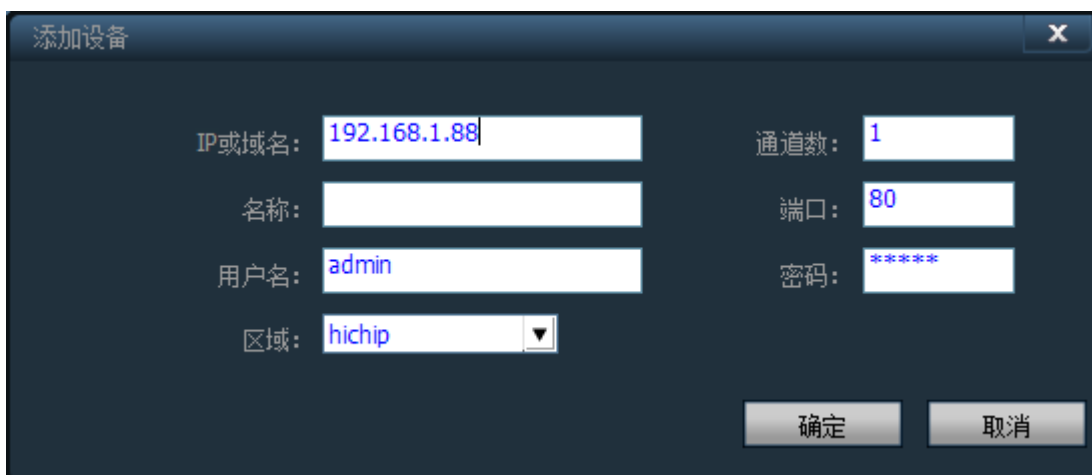 添加设备 X
IP或域名: 192.168.1.88 通道数: 1
名称: 端口: 80
用户名: admin 密码: *****
区域: hichip
确定 取消